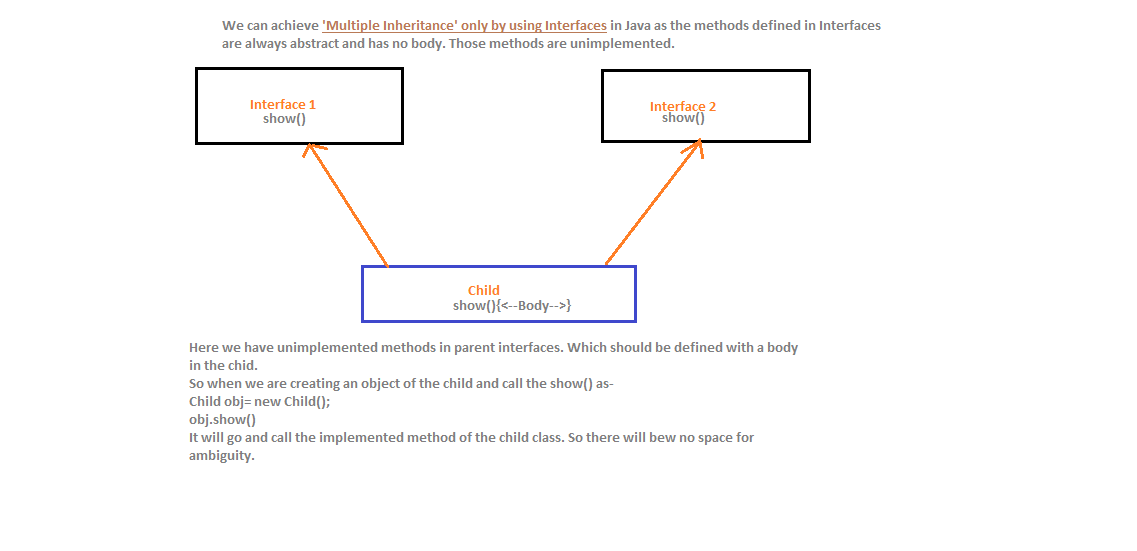 We can achieve 'Multiple Inheritance' only by using Interfaces in Java as the methods defined in Interfaces
are always abstract and has no body. Those methods are unimplemented.
Interface 1
show()
Interface 2
show()
Child
show(){<--Body-->}
Here we have unimplemented methods in parent interfaces. Which should be defined with a body
in the chid.
So when we are creating an object of the child and call the show() as-
Child obj= new Child();
obj.show()
It will go and call the implemented method of the child class. So there will bew no space for
ambiguity.